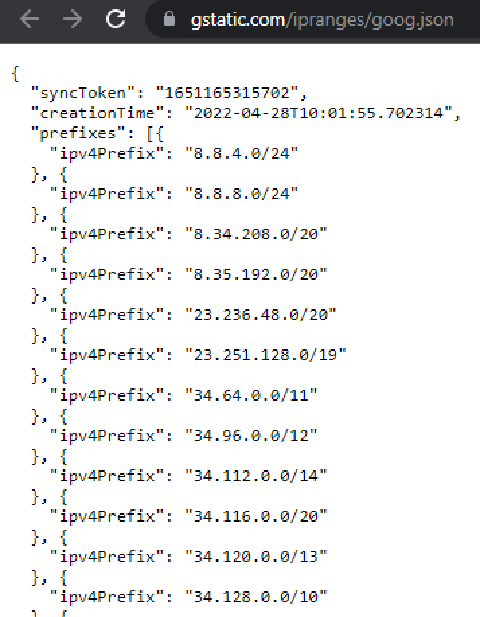 gstatic.com/ipranges/goog.json
{
  "syncToken": "1651165315702",
  "creationTime": "2022-04-28T10:01:55.702314",
  "prefixes": [{
    "ipv4Prefix": "8.8.4.0/24"
  }, {
    "ipv4Prefix": "8.8.8.0/24"
  }, {
    "ipv4Prefix": "8.34.208.0/20"
  }, {
    "ipv4Prefix": "8.35.192.0/20"
  }, {
    "ipv4Prefix": "23.236.48.0/20"
  }, {
    "ipv4Prefix": "23.251.128.0/19"
  }, {
    "ipv4Prefix": "34.64.0.0/11"
  }, {
    "ipv4Prefix": "34.96.0.0/12"
  }, {
    "ipv4Prefix": "34.112.0.0/14"
  }, {
    "ipv4Prefix": "34.116.0.0/20"
  }, {
    "ipv4Prefix": "34.120.0.0/13"
  }, {
    "ipv4Prefix": "34.128.0.0/10"
  }, {